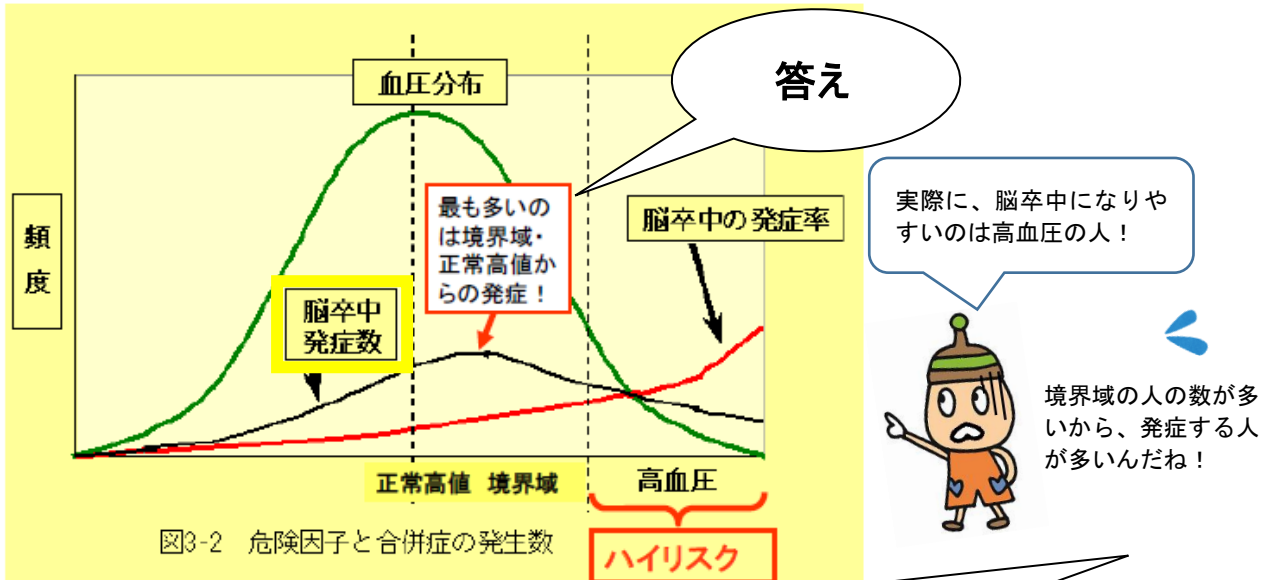 血圧分布
答え
頻
度
最も多いの
は境界域・
正常高値か
らの発症！
脳卒中の発症率
脳卒中
発症数
正常高値 境界域
高血圧
ハイリスク
図3-2 危険因子と合併症の発生数
実際に、脳卒中になりや
すいのは高血圧の人！
境界域の人の数が多
いから、発症する人
が多いんだね！